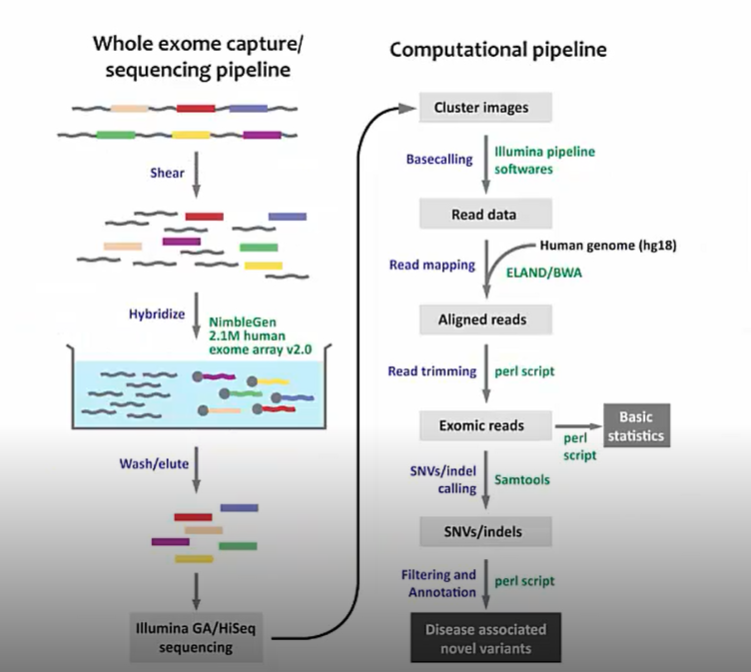 Whole exome capture/
sequencing pipeline
Shear
Hybridize
NimbleGen
2.1M human
exome array v2.0
Wash/elute
Illumina GA/HiSeq
sequencing
Computational pipeline
Cluster images
Basecalling
Illumina pipeline
softwares
Read data
Human genome (hg18)
Read mapping
ELAND/BWA
Aligned reads
Read trimming
perl script
Exomic reads
perl
script
Basic
statistics
SNVs/indel
calling
Samtools
SNVs/indels
Filtering and
Annotation
perl script
Disease associated
novel variants